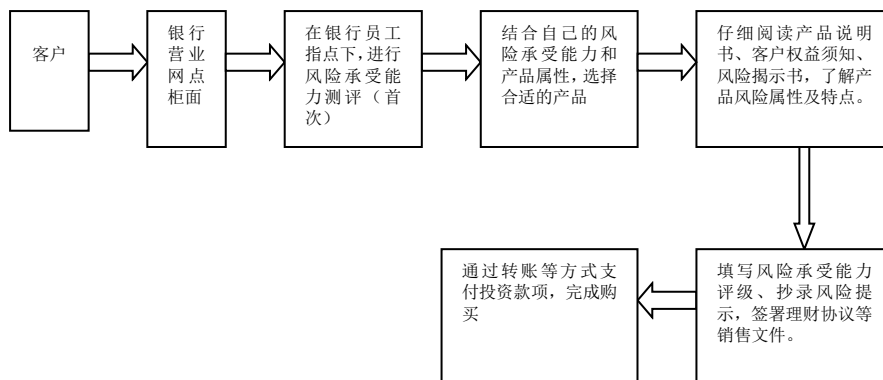 客户
银行
营业
网点
柜面
在银行员工
指点下，进行
风险承受能
力测评（首
次）
结合自己的风
险承受能力和
产品属性，选择
合适的产品
仔细阅读产品说明
书、客户权益须知、
风险揭示书，了解产
品风险属性及特点。
填写风险承受能力
评级、抄录风险提
示，签署理财协议等
销售文件。
通过转账等方式支
付投资款项，完成购
买